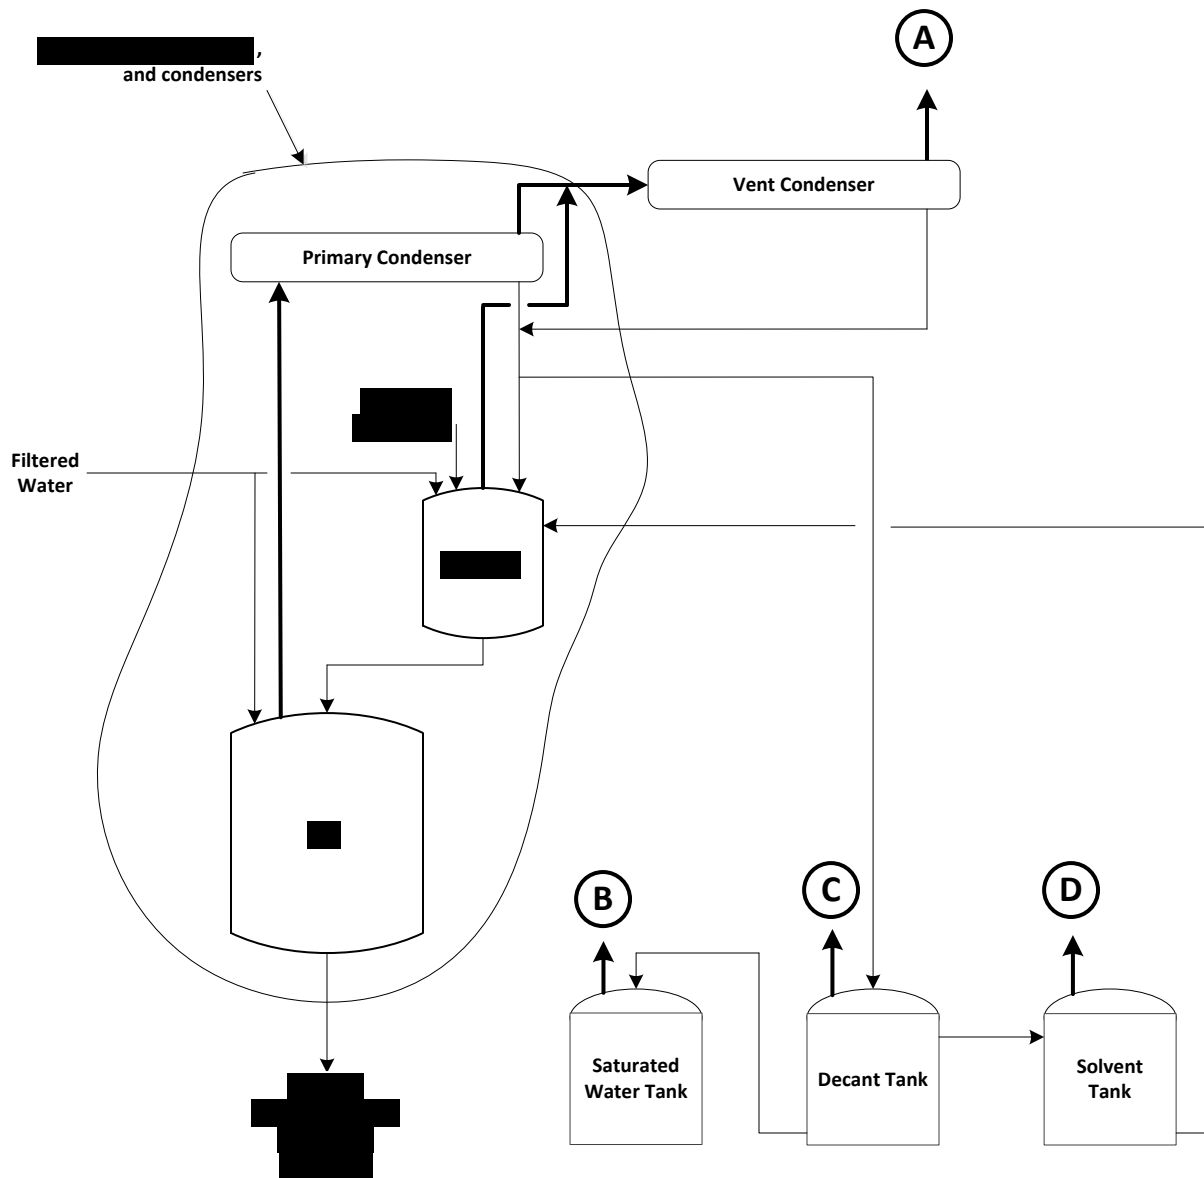 A
,
and condensers
Vent Condenser
Primary Condenser
Filtered
Water
B
C
D
Saturated
Water Tank
Decant Tank
Solvent
Tank